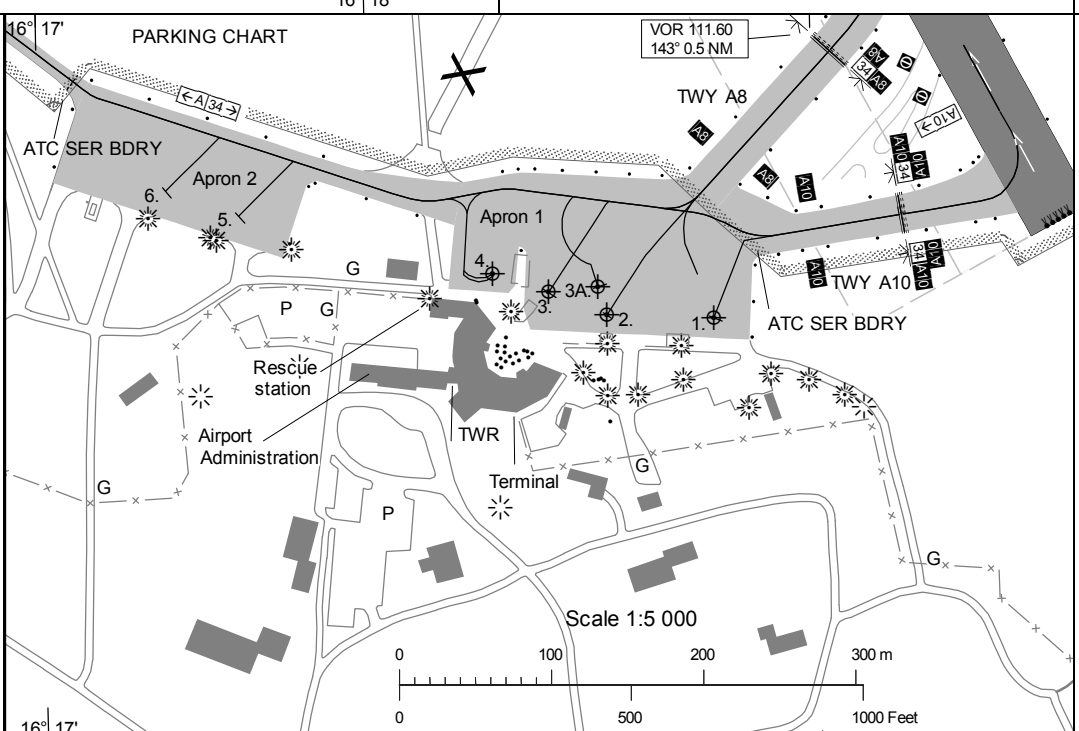 16 18
16° 17'
PARKING CHART
VOR 111.60
143° 0.5 NM
A8
34 A8
Φ
Φ
←A 34→
TWY A8
A10→
A8
ATC SER BDRY
A10 A10
34
Apron 2
A8
A10
6.
5.
Apron 1
G
4.
A10
34 A10
A10
TWY A10
3A.
3.
P G
2.
1.
ATC SER BDRY
Rescue
station
Airport
Administration
TWR
Terminal
G
G
P
G
Scale 1:5 000
0 100 200 300 m
0 500 1000 Feet
16° 17'